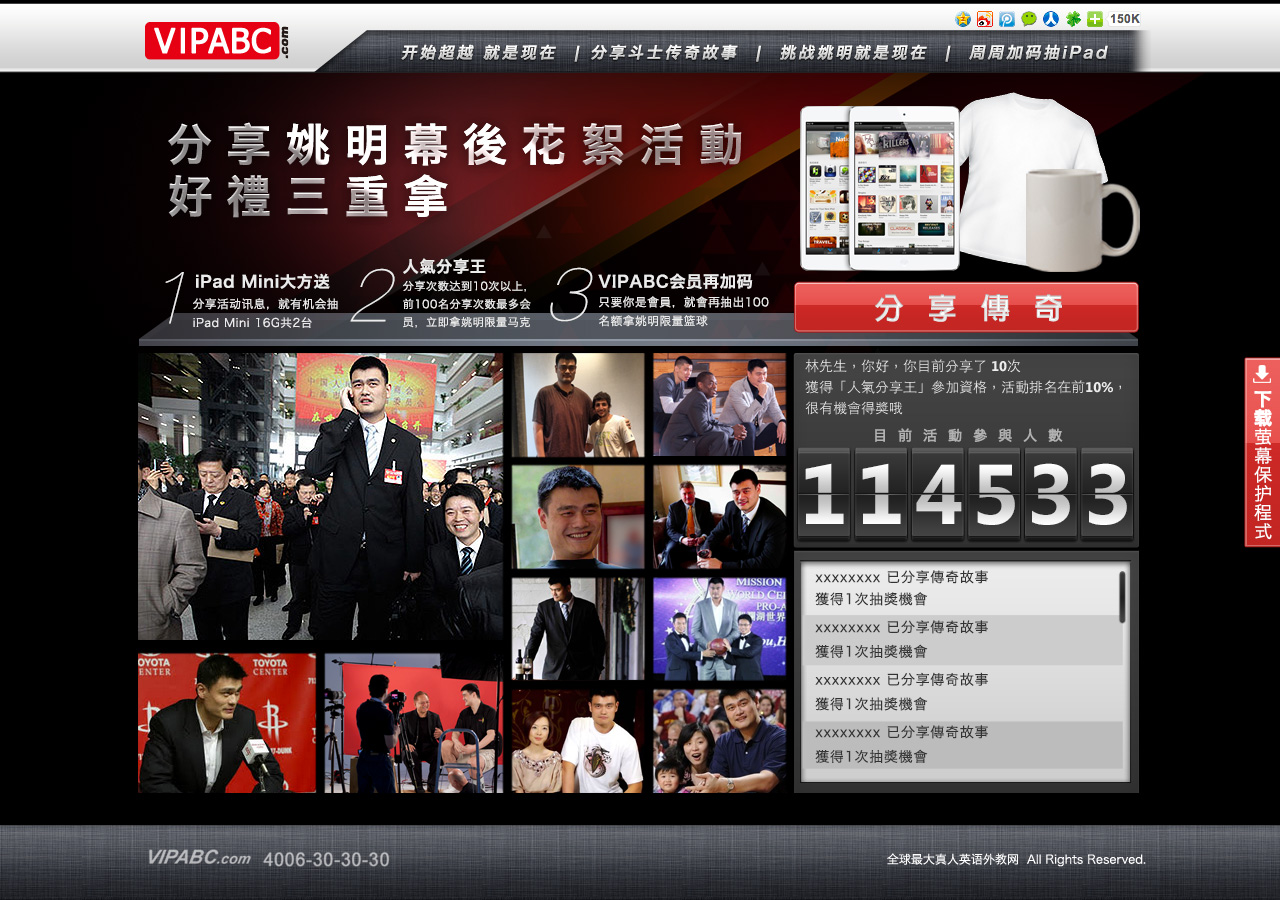 150K
VIPABC.com
开始超越 就是现在 | 分享斗士传奇故事 | 挑战姚明就是现在 | 周周加码抽iPad
分享姚明幕後花絮活動
好禮三重拿
1 iPad Mini大方送
分享活动讯息，就有机会抽
iPad Mini 16G共2台
2 人氣分享王
分享次数达到10次以上，
前100名分享次数最多会
员，立即拿姚明限量马克
3 VIPABC会员再加码
只要你是會員，就會再抽出100
名额拿姚明限量篮球
分享傳奇
林先生，你好，你目前分享了 10次
獲得「人氣分享王」參加資格，活動排名在前10%，
很有機會得獎哦
目前活動參與人數
114533
xxxxxxxx 已分享傳奇故事
獲得1次抽獎機會
xxxxxxxx 已分享傳奇故事
獲得1次抽獎機會
xxxxxxxx 已分享傳奇故事
獲得1次抽獎機會
xxxxxxxx 已分享傳奇故事
獲得1次抽獎機會
下载萤幕保护程式
TOYOTA
CENTER
TOYOTA
CENTER
MISSION
VIPABC.com 4006-30-30-30
全球最大真人英语外教网 All Rights Reserved.